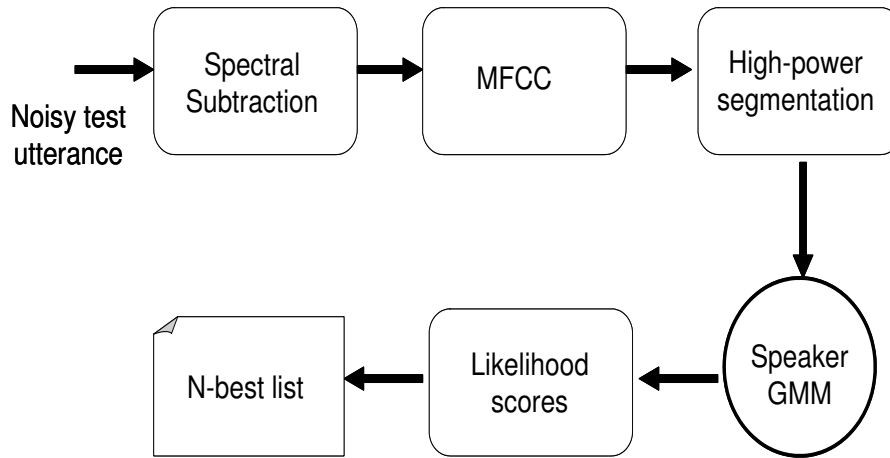 Noisy test
utterance
Spectral
Subtraction
MFCC
High-power
segmentation
Speaker
GMM
Likelihood
scores
N-best list